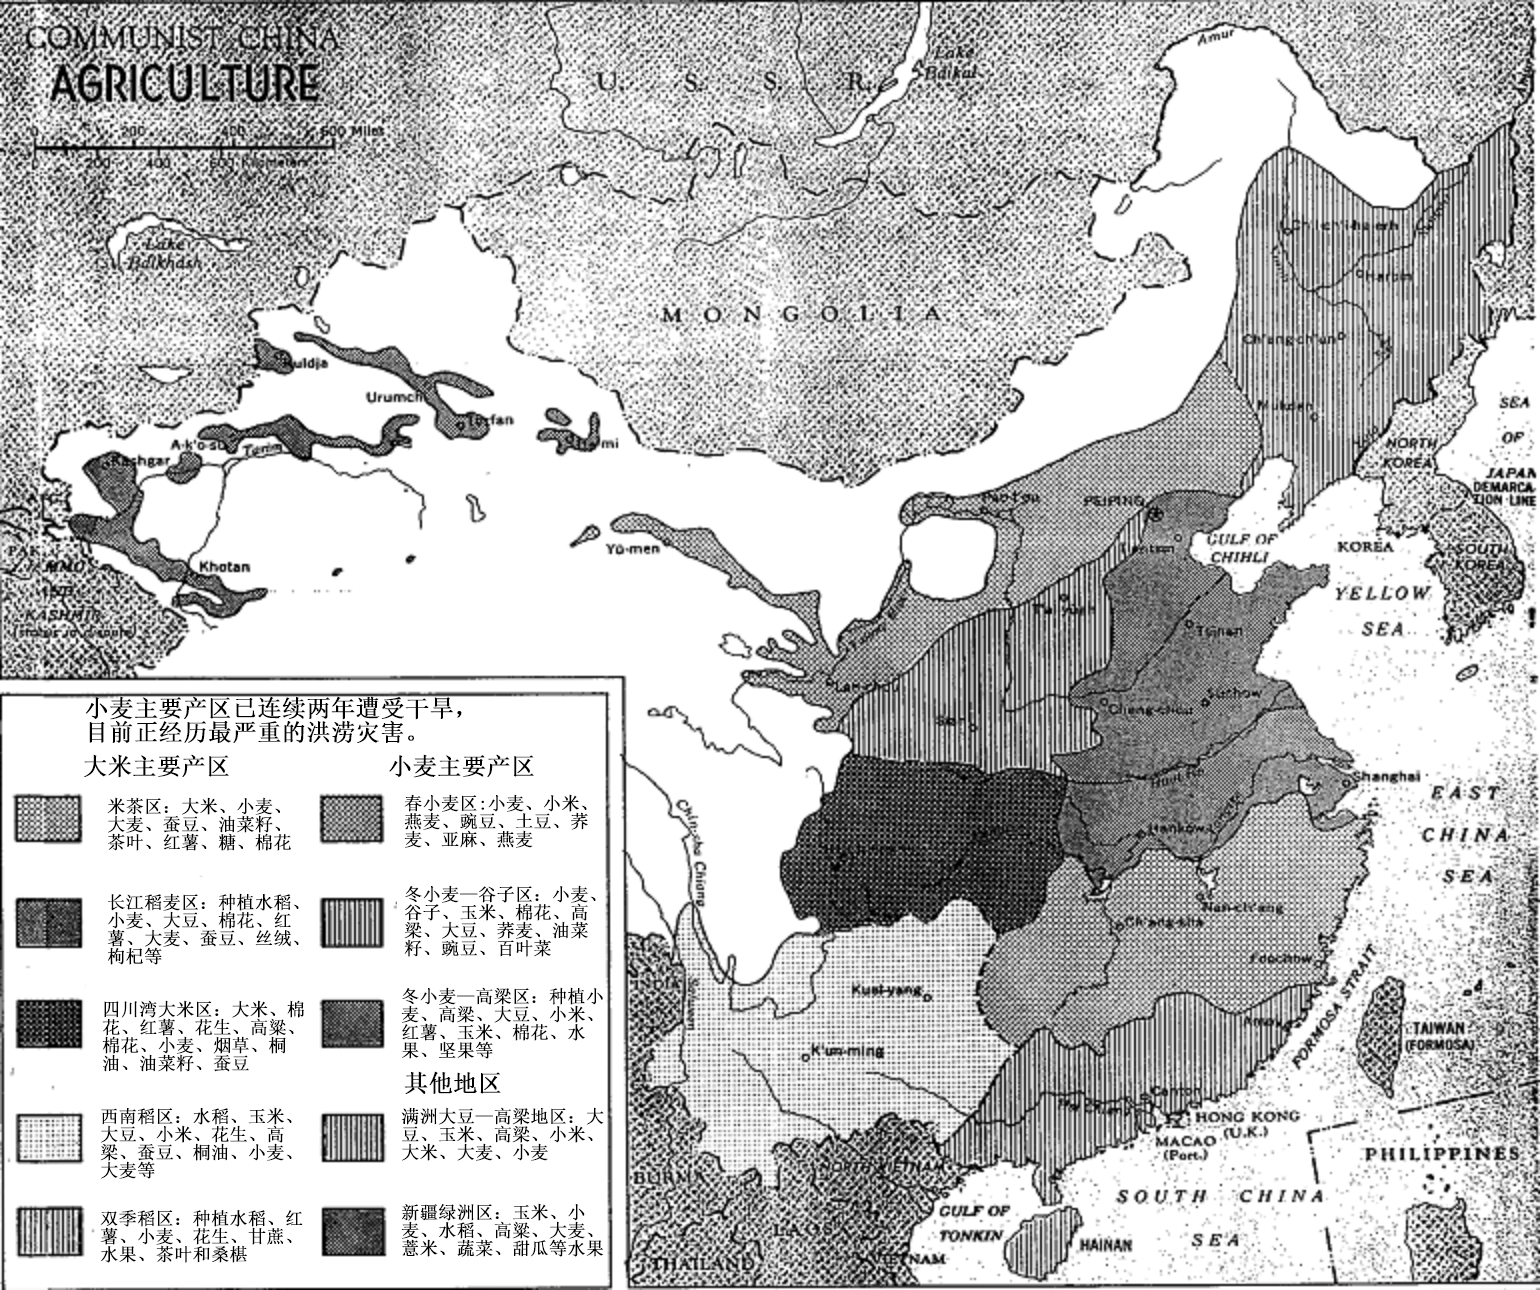 COMMUNIST CHINA
AGRICULTURE
0 200 400 600 Miles
0 200 400 600 Kilometers
U. S. S. R.
Lake
Baikal
Amur
Lake
Balkhash
MONGOLIA
Harbin
Ch'ang-ch'un
Mukden
Kuldja
Urumchi
Turfan
Hami
A-k'o-su
Kashgar
Tarim
Khotan
Yü-men
Pao-t'ou
PEIPING
Tientsin
GULF OF
CHIHLI
KOREA
NORTH
KOREA
SOUTH
KOREA
SEA
OF
JAPAN
DEMARCA-
TION LINE
YELLOW
SEA
T'ai-yuan
Tsinan
Lan-chou
Sian
Cheng-chou
Suchow
Huai R.
Shanghai
Hankow
EAST
CHINA
SEA
Chin-sha Chiang
Nan-ch'ang
Ch'ang-sha
Foochow
Kuei-yang
K'un-ming
Amoy
FORMOSA STRAIT
TAIWAN
(FORMOSA)
Canton
HONG KONG
(U.K.)
MACAO
(Port.)
PHILIPPINES
INDIA
BURMA
NORTH VIETNAM
THAILAND
VIETNAM
GULF OF
TONKIN
HAINAN
SOUTH CHINA
SEA
小麦主要产区已连续两年遭受干旱，
目前正经历最严重的洪涝灾害。
大米主要产区
米茶区：大米、小麦、
大麦、蚕豆、油菜籽、
茶叶、红薯、糖、棉花
长江稻麦区：种植水稻、
小麦、大豆、棉花、红
薯、大麦、蚕豆、丝绒、
枸杞等
四川湾大米区：大米、棉
花、红薯、花生、高粱、
棉花、小麦、烟草、桐
油、油菜籽、蚕豆
西南稻区：水稻、玉米、
大豆、小米、花生、高
梁、蚕豆、桐油、小麦、
大麦等
双季稻区：种植水稻、红
薯、小麦、花生、甘蔗、
水果、茶叶和桑椹
小麦主要产区
春小麦区:小麦、小米、
燕麦、豌豆、土豆、荞
麦、亚麻、燕麦
冬小麦—谷子区：小麦、
谷子、玉米、棉花、高
梁、大豆、荞麦、油菜
籽、豌豆、百叶菜
冬小麦—高梁区：种植小
麦、高梁、大豆、小米、
红薯、玉米、棉花、水
果、坚果等
其他地区
满洲大豆—高梁地区：大
豆、玉米、高梁、小米、
大米、大麦、小麦
新疆绿洲区：玉米、小
麦、水稻、高梁、大麦、
薏米、蔬菜、甜瓜等水果